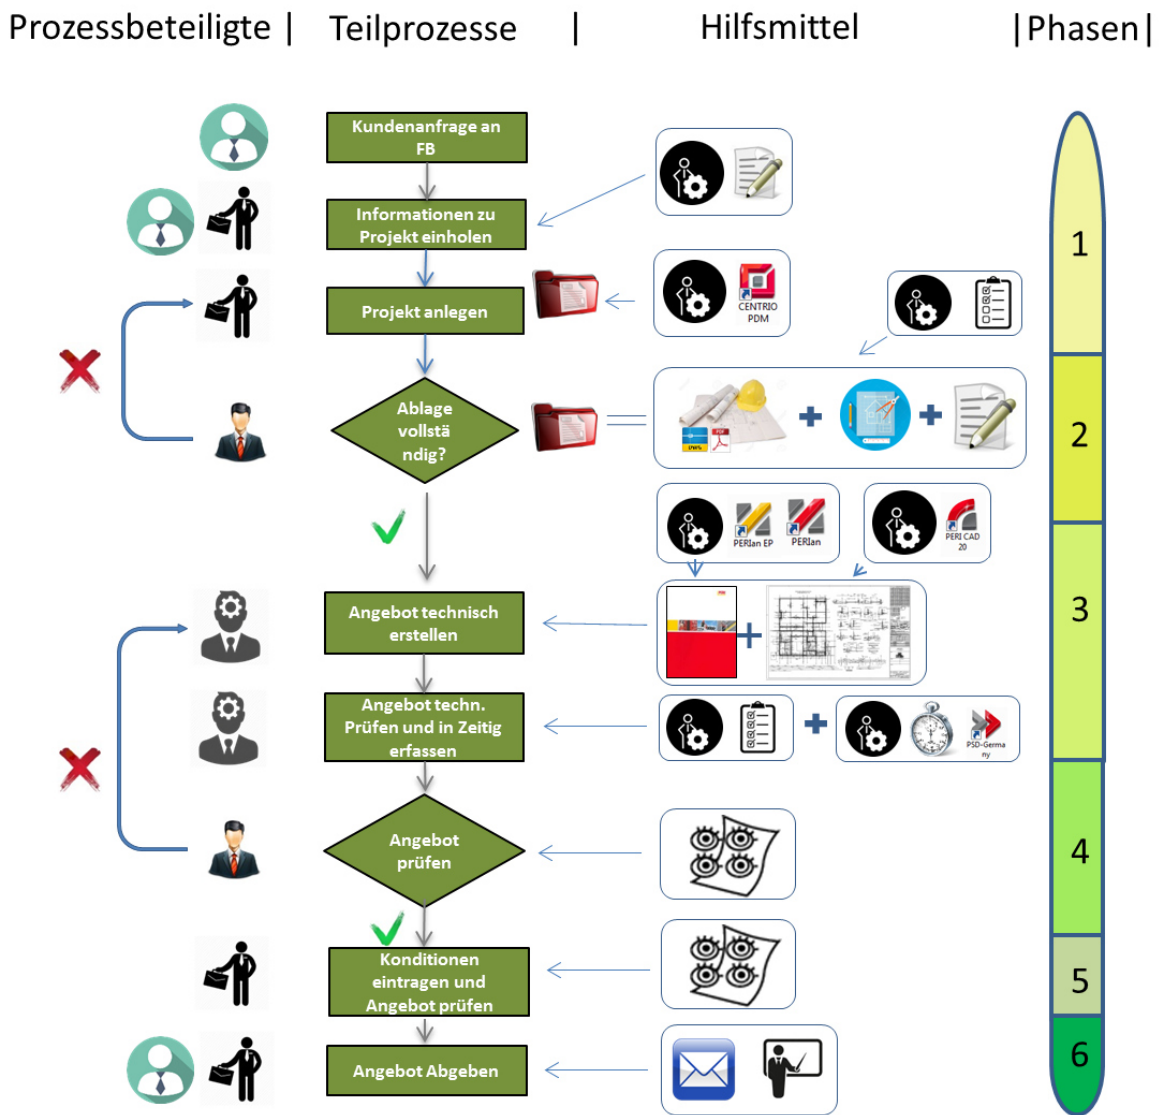 Prozessbeteiligte | Teilprozesse | Hilfsmittel |Phasen|
Kundenanfrage an
FB
Informationen zu
Projekt einholen
1
Projekt anlegen
CENTRIO
PDM
Ablage
vollstä
ndig?
DWG
PDF
2
PERIan EP
PERIan
PERI CAD
20
3
Angebot technisch
erstellen
Angebot techn.
Prüfen und in Zeitig
erfassen
PSD-Germa
ny
Angebot
prüfen
4
Konditionen
eintragen und
Angebot prüfen
5
Angebot Abgeben
6